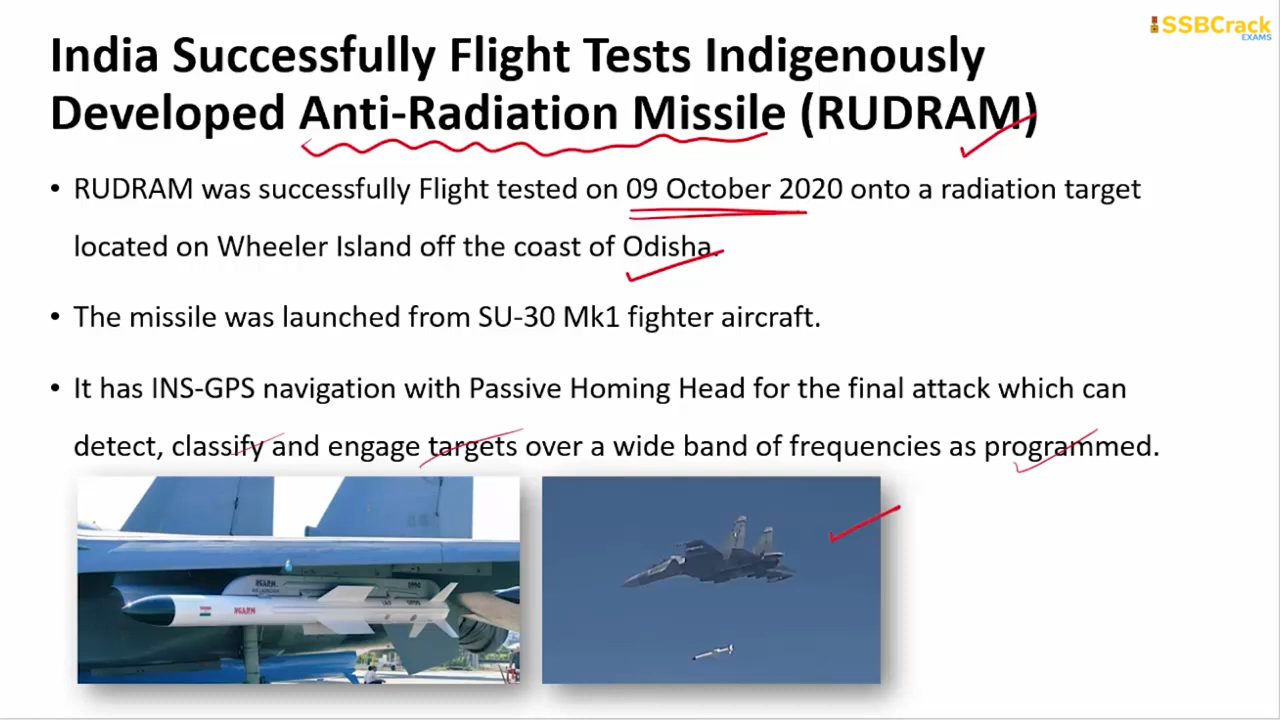 SSBCrack
EXAMS
India Successfully Flight Tests Indigenously
Developed Anti-Radiation Missile (RUDRAM)
• RUDRAM was successfully Flight tested on 09 October 2020 onto a radiation target
located on Wheeler Island off the coast of Odisha.
• The missile was launched from SU-30 Mk1 fighter aircraft.
• It has INS-GPS navigation with Passive Homing Head for the final attack which can
detect, classify and engage targets over a wide band of frequencies as programmed.